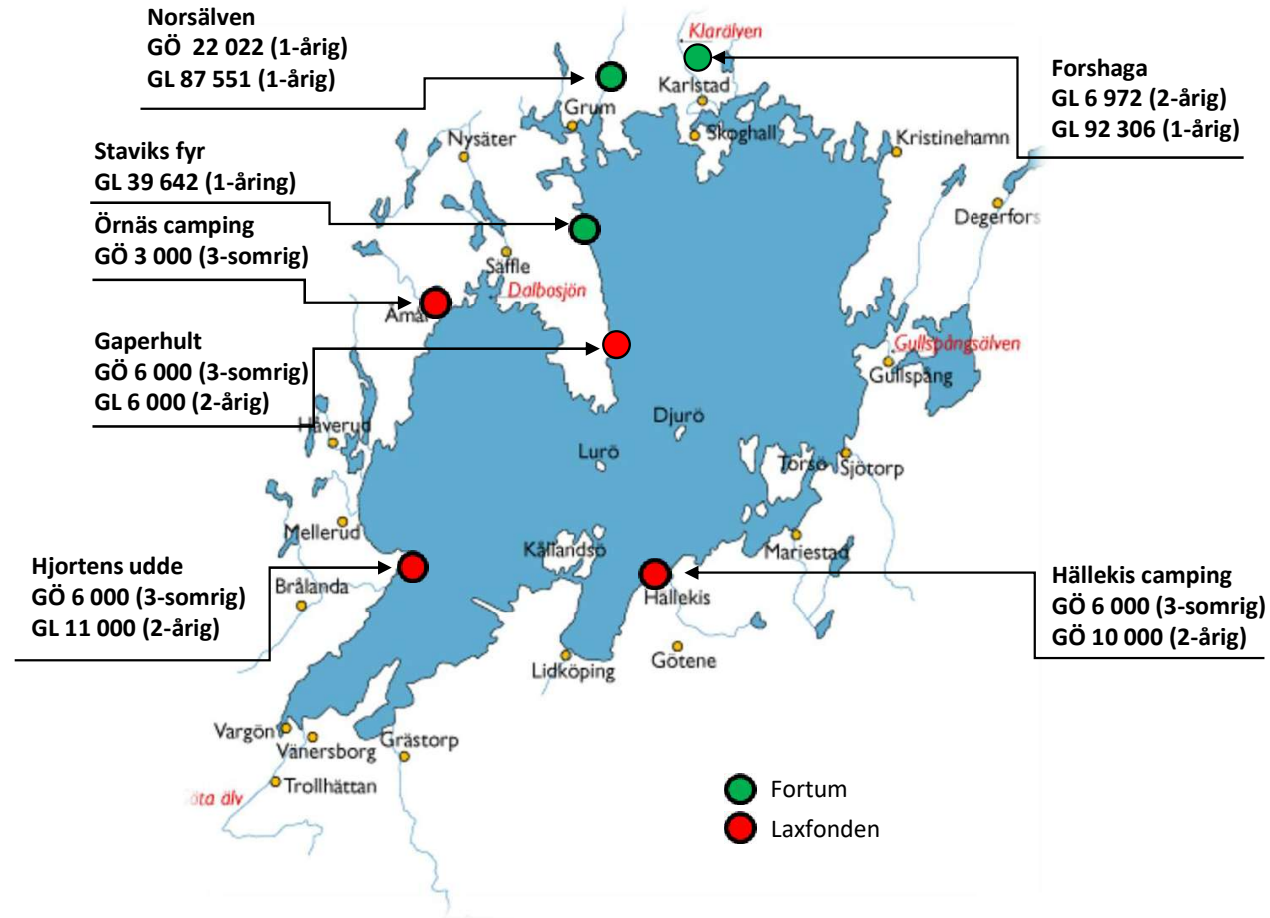 Norsälven
GÖ 22 022 (1-årig)
GL 87 551 (1-årig)
Klarälven
Forshaga
GL 6 972 (2-årig)
GL 92 306 (1-årig)
Karlstad
Grum
Skoghall
Kristinehamn
Nysäter
Staviks fyr
GL 39 642 (1-åring)
Degerfors
Örnäs camping
GÖ 3 000 (3-somrig)
Säffle
Dalbosjön
Åmål
Gaperhult
GÖ 6 000 (3-somrig)
GL 6 000 (2-årig)
Gullspångsälven
Gullspång
Djurö
Håverud
Lurö
Torsö
Sjötorp
Mellerud
Kållandsö
Mariestad
Hjortens udde
GÖ 6 000 (3-somrig)
GL 11 000 (2-årig)
Brålanda
Hällekis
Hällekis camping
GÖ 6 000 (3-somrig)
GÖ 10 000 (2-årig)
Lidköping
Götene
Vargön
Vänersborg
Grästorp
Trollhättan
öta älv
Fortum
Laxfonden